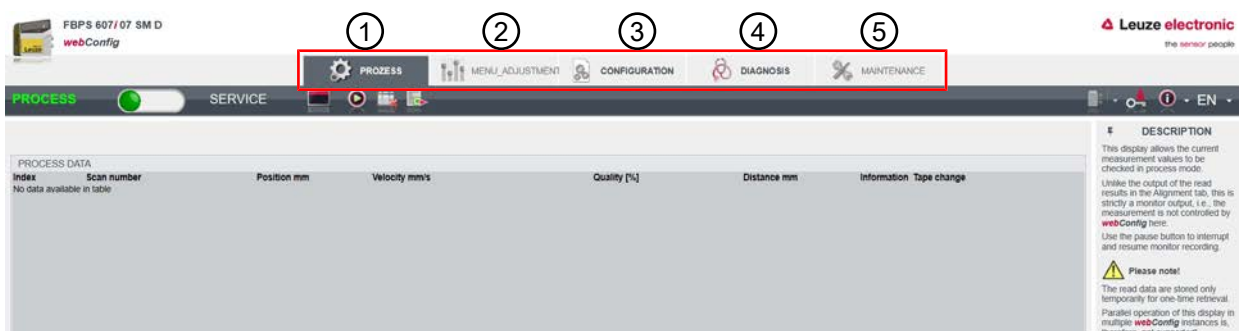 FBPS 607/07 SM D
webConfig
Leuze
1 2 3 4 5
Leuze electronic
the sensor people
PROZESS MENU_ADJUSTMENT CONFIGURATION DIAGNOSIS MAINTENANCE
PROCESS SERVICE EN
PROCESS DATA
Index Scan number Position mm Velocity mm/s Quality [%] Distance mm Information Tape change
No data available in table
DESCRIPTION
This display allows the current
measurement values to be
checked in process mode.
Unlike the output of the read
results in the Alignment tab, this is
strictly a monitor output, i.e., the
measurement is not controlled by
webConfig here.
Use the pause button to interrupt
and resume monitor recording.
Please note!
The read data are stored only
temporarily for one-time retrieval.
Parallel operation of this display in
multiple webConfig instances is,